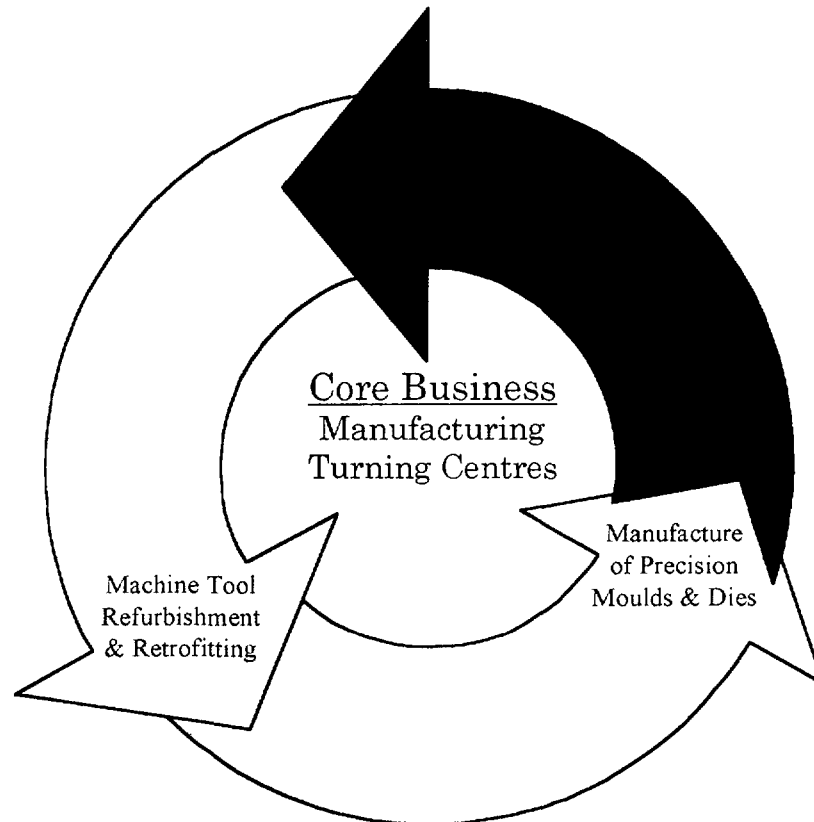 Core Business
Manufacturing
Turning Centres
Manufacture
of Precision
Moulds & Dies
Machine Tool
Refurbishment
& Retrofitting